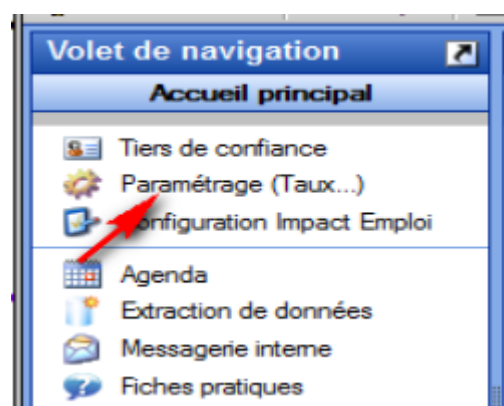 Volet de navigation
Accueil principal
Tiers de confiance
Paramétrage (Taux...)
Configuration Impact Emploi
Agenda
Extraction de données
Messagerie interne
Fiches pratiques